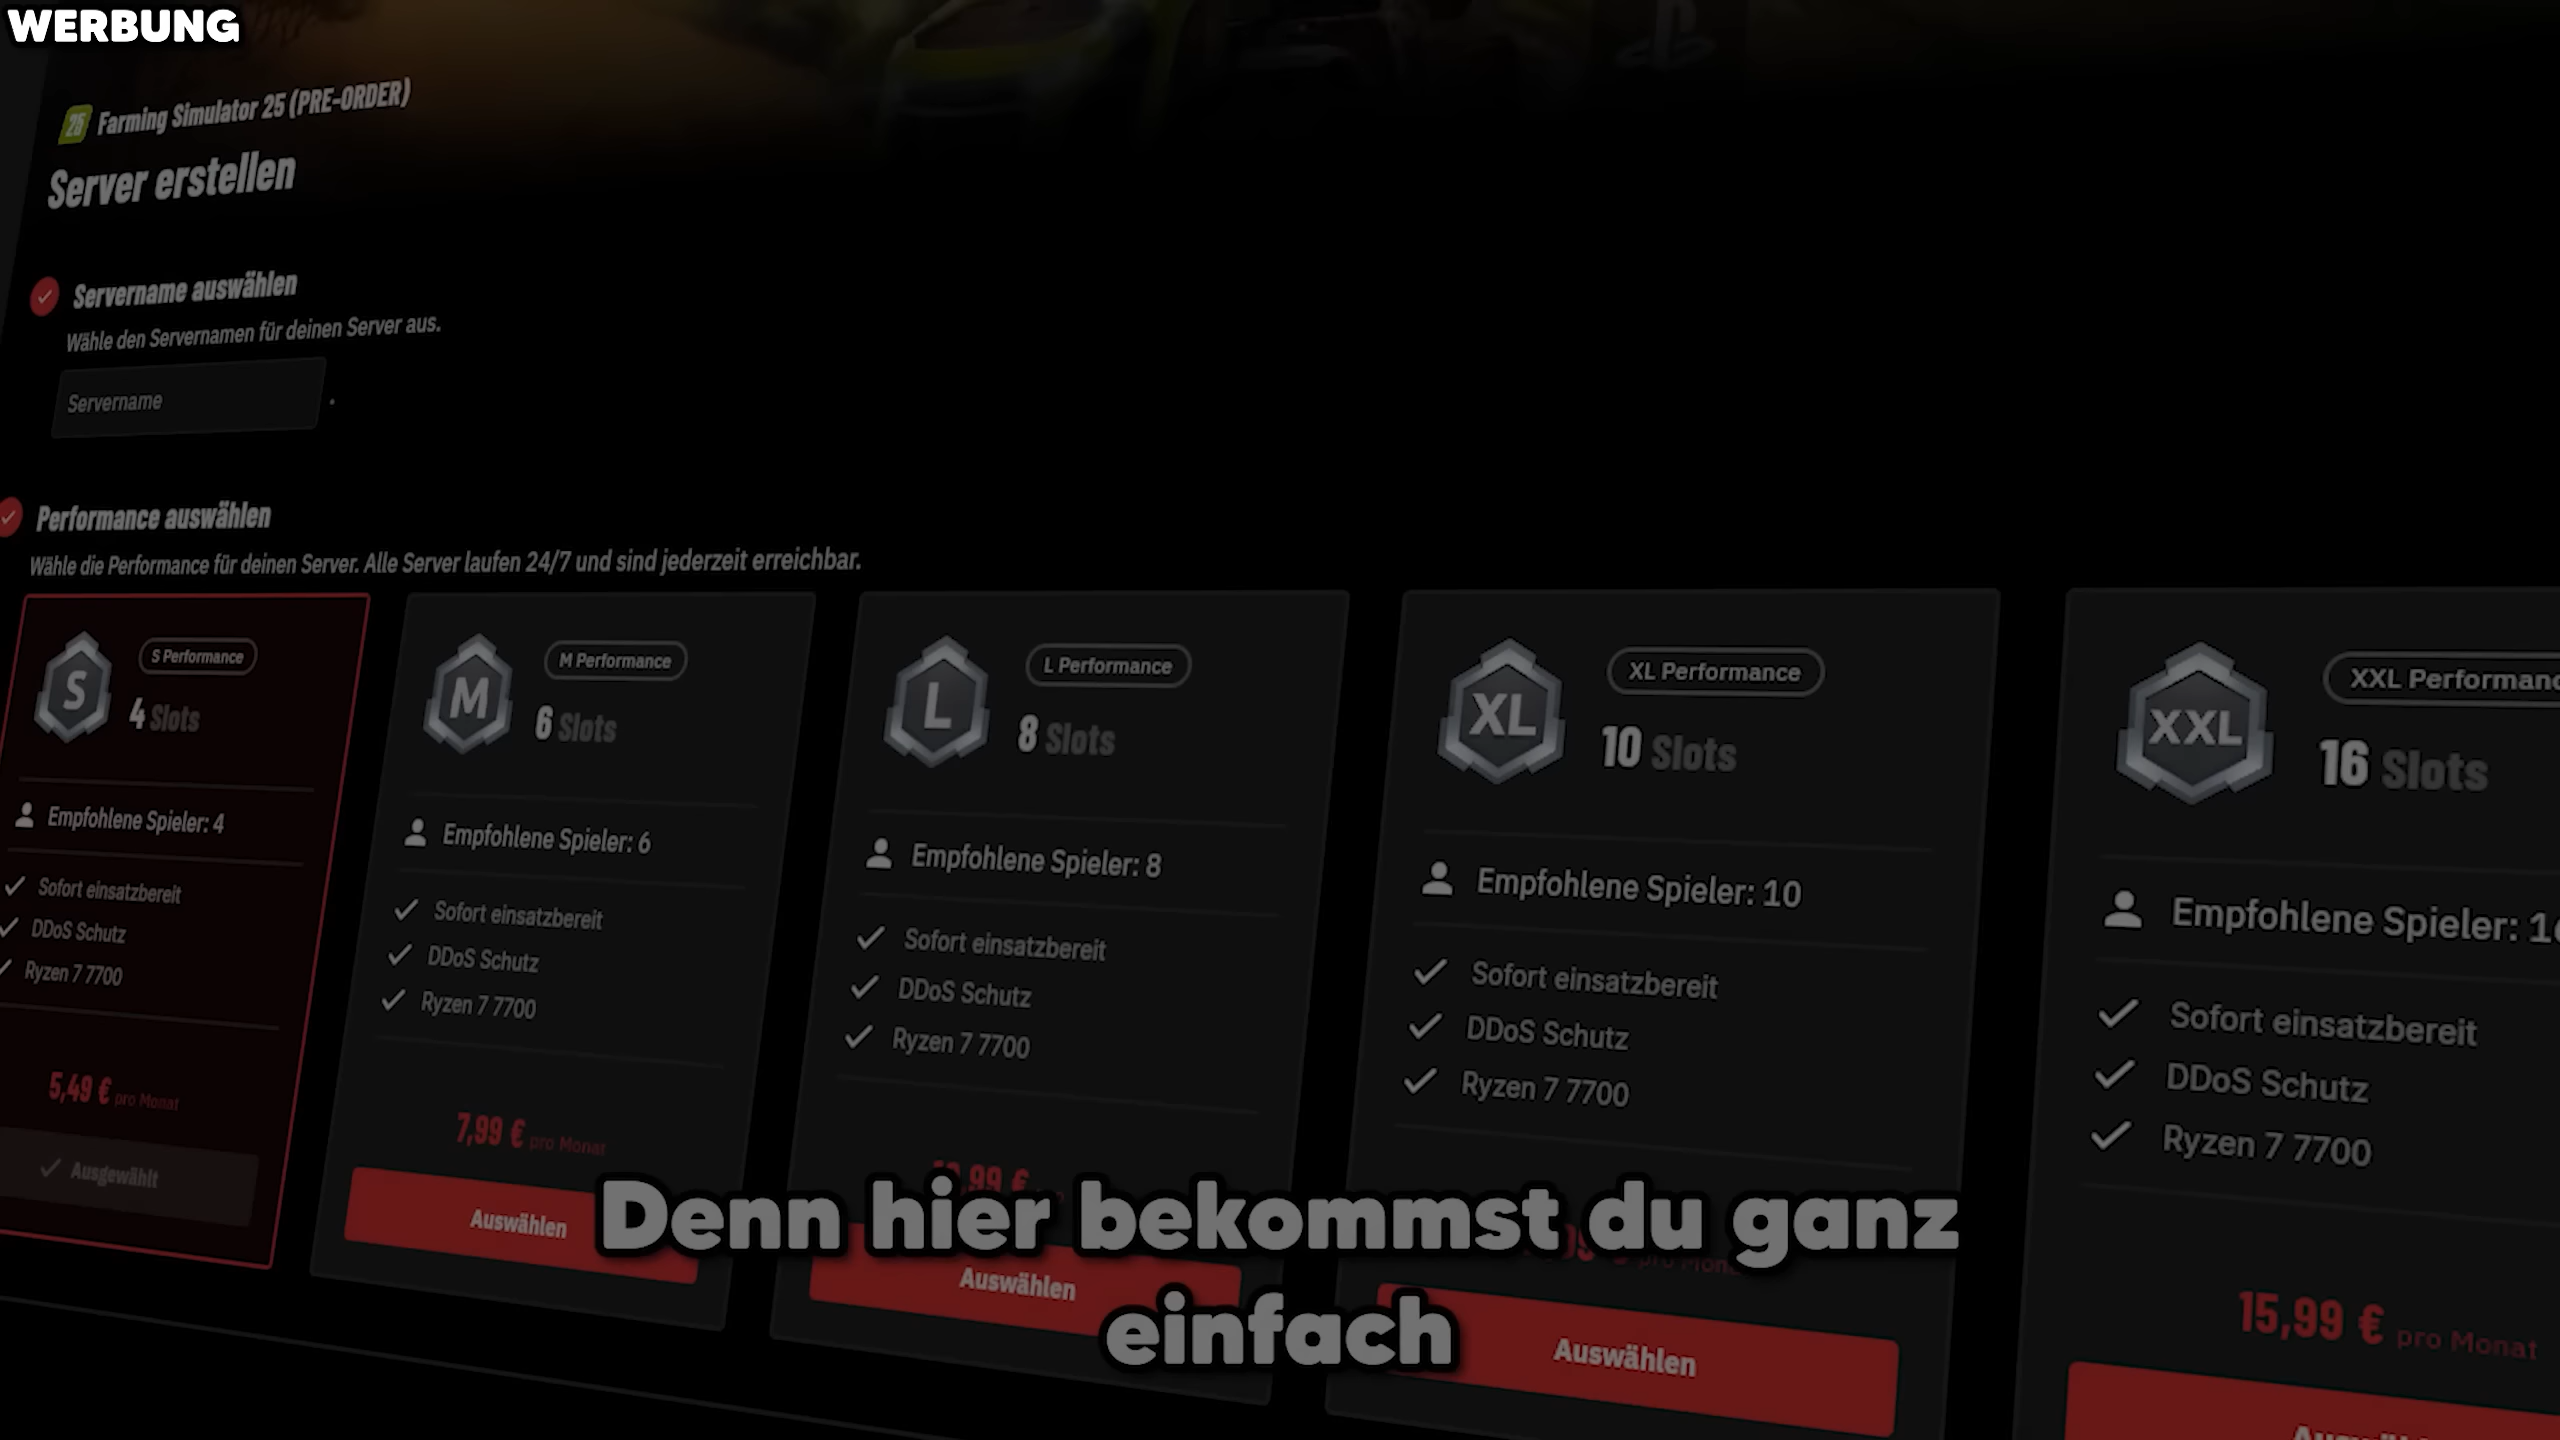 WERBUNG
25 Farming Simulator 25 (PRE-ORDER)
Server erstellen
Servername auswählen
Wähle den Servernamen für deinen Server aus.
Servername .
Performance auswählen
Wähle die Performance für deinen Server. Alle Server laufen 24/7 und sind jederzeit erreichbar.
S
S Performance
4 Slots
Empfohlene Spieler: 4
Sofort einsatzbereit
DDoS Schutz
Ryzen 7 7700
5,49 € pro Monat
Ausgewählt
M
M Performance
6 Slots
Empfohlene Spieler: 6
Sofort einsatzbereit
DDoS Schutz
Ryzen 7 7700
7,99 € pro Monat
Auswählen
L
L Performance
8 Slots
Empfohlene Spieler: 8
Sofort einsatzbereit
DDoS Schutz
Ryzen 7 7700
Auswählen
XL
XL Performance
10 Slots
Empfohlene Spieler: 10
Sofort einsatzbereit
DDoS Schutz
Ryzen 7 7700
Auswählen
XXL
XXL Performanc
16 Slots
Empfohlene Spieler:
Sofort einsatzbereit
DDoS Schutz
Ryzen 7 7700
15,99 € pro Monat
Denn hier bekommst du ganz
einfach